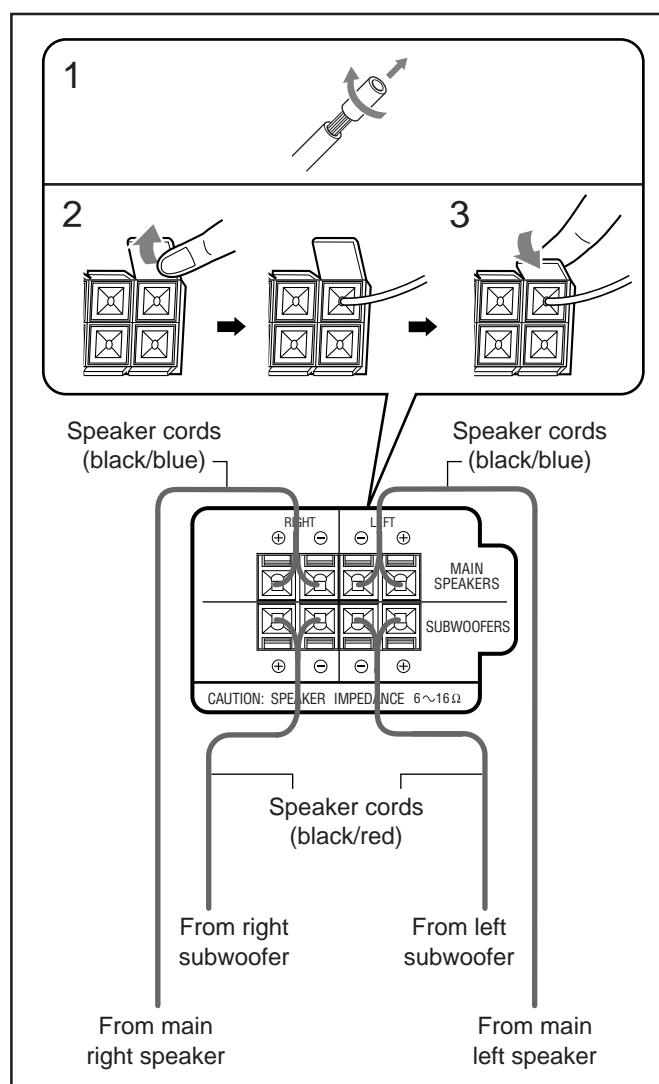 1
2
3
Speaker cords
(black/blue)
Speaker cords
(black/blue)
RIGHT
LEFT
⊕ ⊖ ⊖ ⊕
MAIN
SPEAKERS
SUBWOOFERS
⊕ ⊖ ⊖ ⊕
CAUTION: SPEAKER IMPEDANCE 6∼16 Ω
Speaker cords
(black/red)
From right
subwoofer
From left
subwoofer
From main
right speaker
From main
left speaker